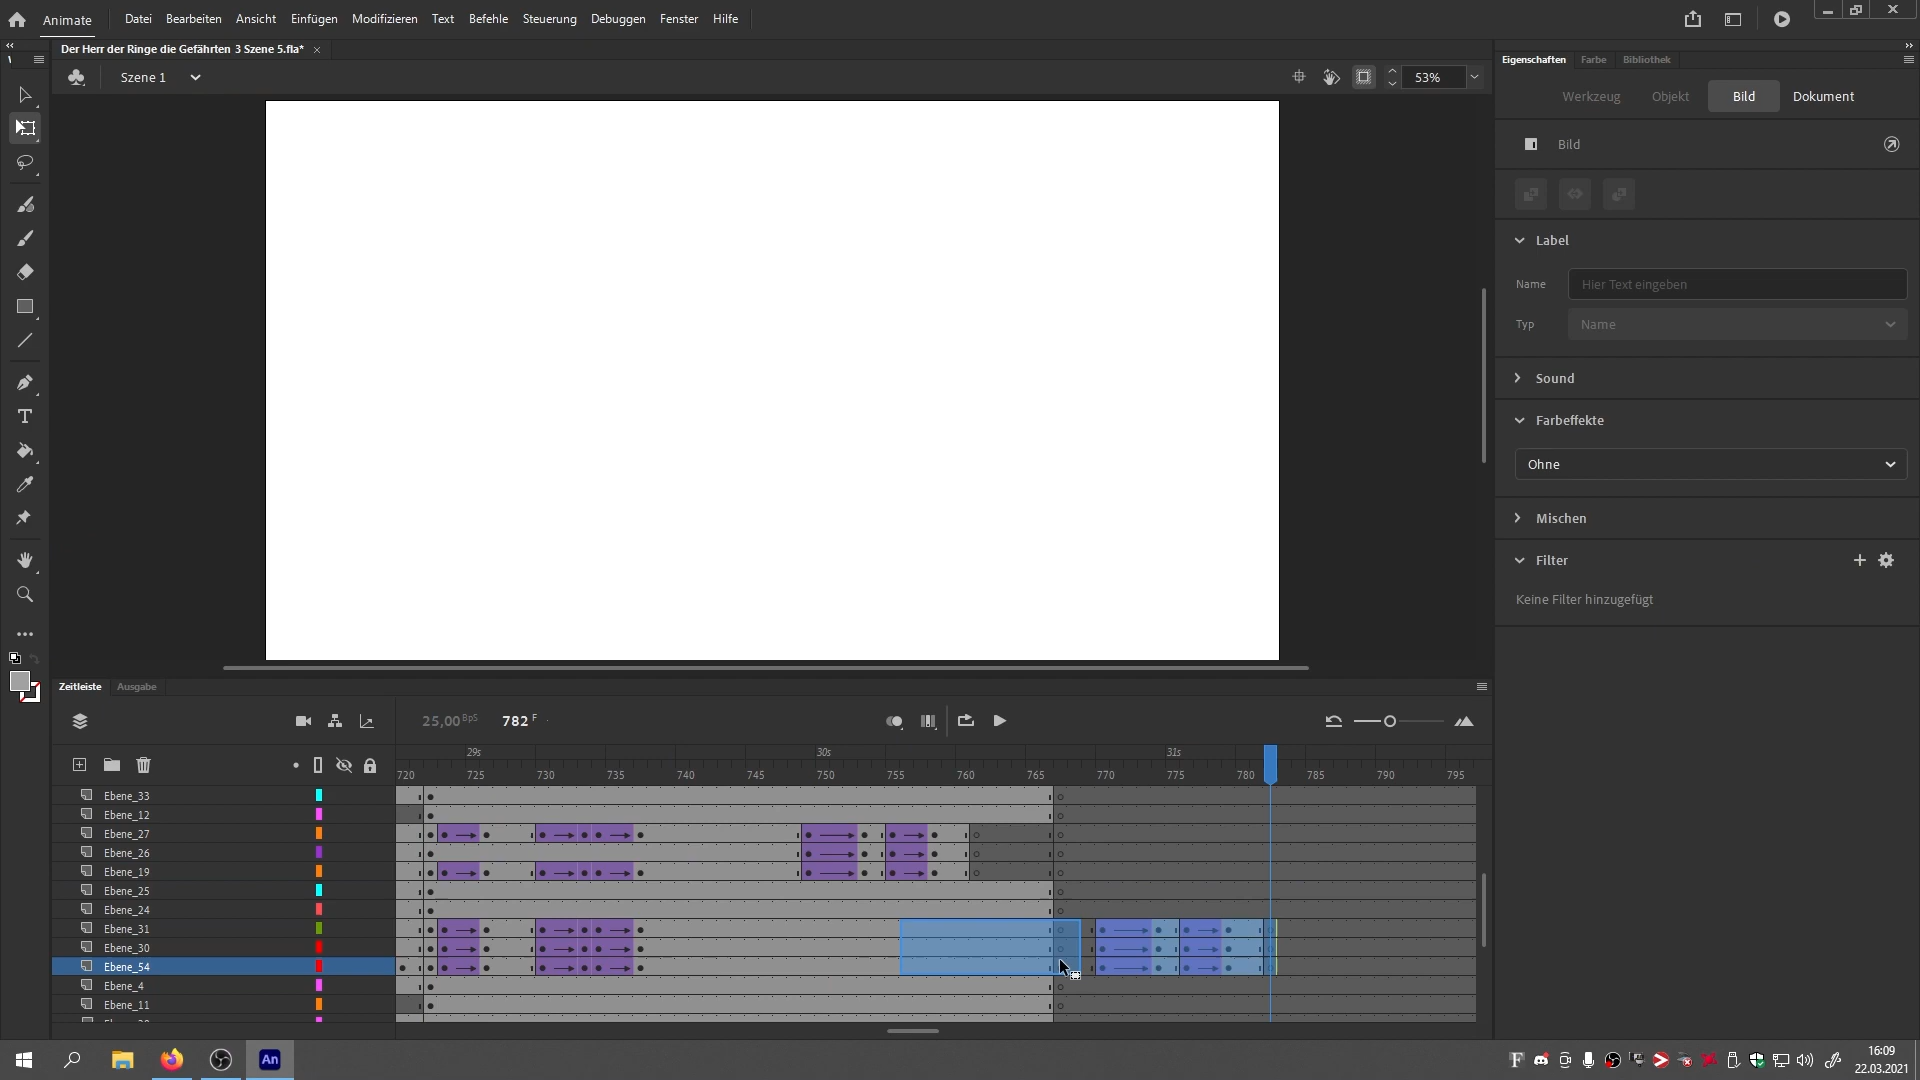 Animate Datei Bearbeiten Ansicht Einfügen Modifizieren Text Befehle Steuerung Debuggen Fenster Hilfe
Der Herr der Ringe die Gefährten 3 Szene 5.fla* ×
Szene 1
53%
Eigenschaften Farbe Bibliothek
Werkzeug Objekt Bild Dokument
Bild
Label
Name Hier Text eingeben
Typ Name
Sound
Farbeffekte
Ohne
Mischen
Filter
Keine Filter hinzugefügt
Zeitleiste Ausgabe
25,00 BpS 782 F
29s 30s 31s
720 725 730 735 740 745 750 755 760 765 770 775 780 785 790 795
Ebene_33
Ebene_12
Ebene_27
Ebene_26
Ebene_19
Ebene_25
Ebene_24
Ebene_31
Ebene_30
Ebene_54
Ebene_4
Ebene_11
An
16:09
22.03.2021